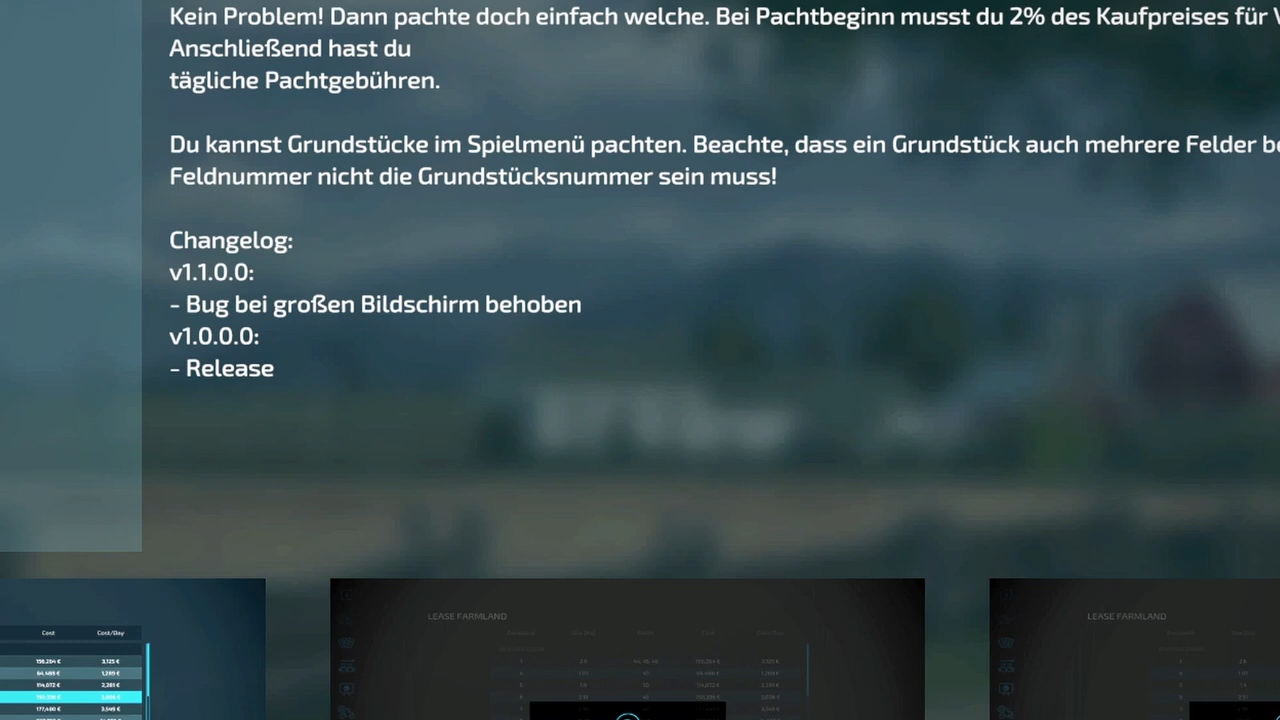 Kein Problem! Dann pachte doch einfach welche. Bei Pachtbeginn musst du 2% des Kaufpreises für
Anschließend hast du
tägliche Pachtgebühren.
Du kannst Grundstücke im Spielmenü pachten. Beachte, dass ein Grundstück auch mehrere Felder
Feldnummer nicht die Grundstücksnummer sein muss!
Changelog:
v1.1.0.0:
- Bug bei großen Bildschirm behoben
v1.0.0.0:
- Release
LEASE FARMLAND
LEASE FARMLAND
Cost Cost/Day